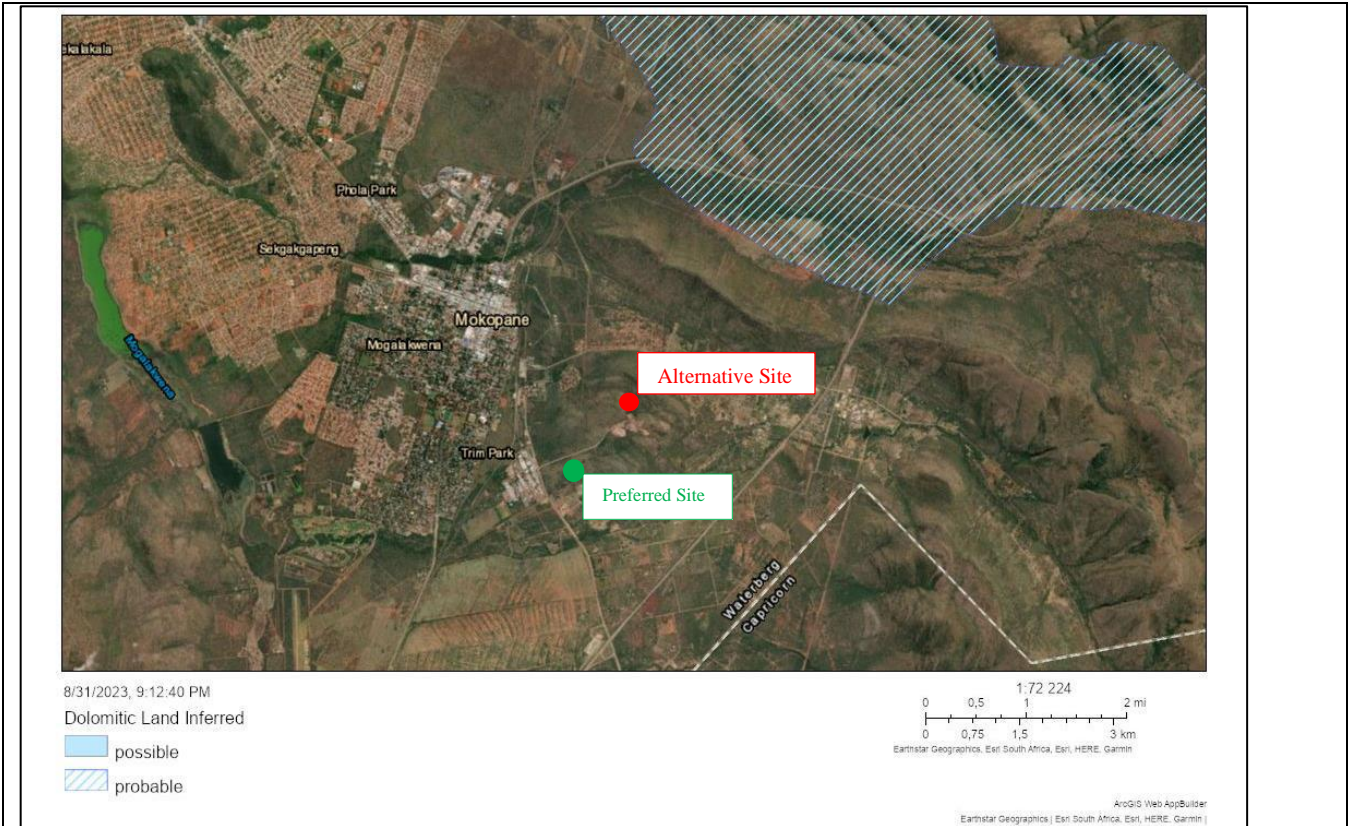 ekalakala
Phola Park
Sekgakgapeng
Mokopane
Mogalakwena
Mogalakwena
Alternative Site
Trim Park
Preferred Site
Waterberg
Capricorn
8/31/2023, 9:12:40 PM
Dolomitic Land Inferred
possible
probable
1:72 224
0 0,5 1 2 mi
0 0,75 1,5 3 km
Earthstar Geographics, Esri South Africa, Esri, HERE, Garmin
ArcGIS Web AppBuilder
Earthstar Geographics | Esri South Africa, Esri, HERE, Garmin |